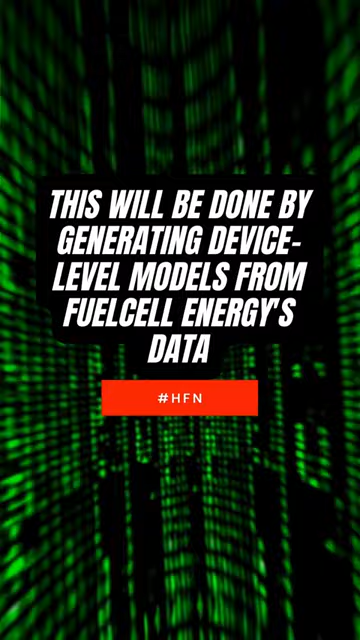 THIS WILL BE DONE BY
GENERATING DEVICE-
LEVEL MODELS FROM
FUELCELL ENERGY'S
DATA
#HFN